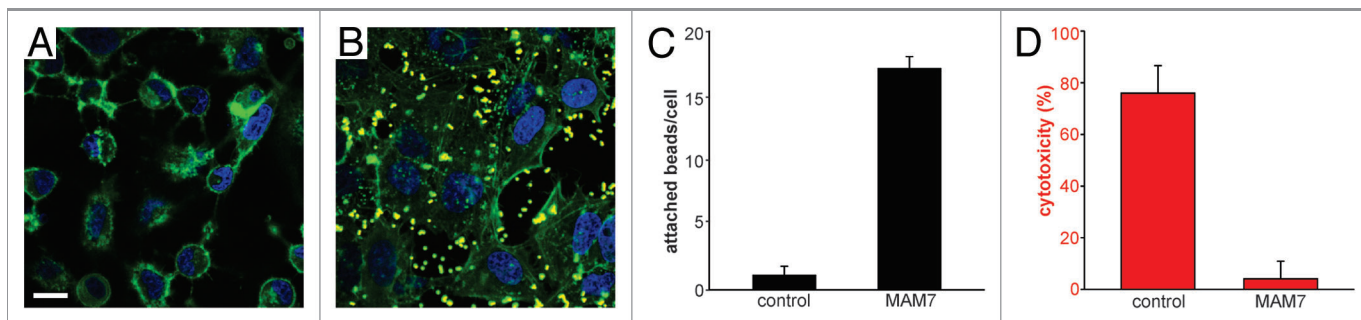 A
B
C
20
15
10
5
0
attached beads/cell
control MAM7
D
100
80
60
40
20
0
cytotoxicity (%)
control MAM7